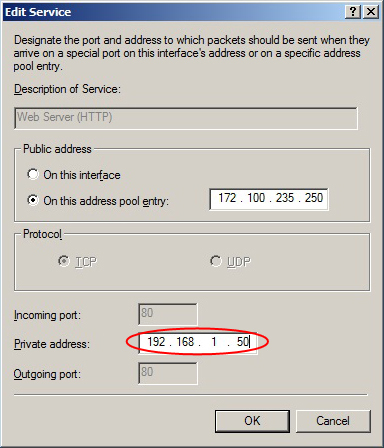 Edit Service
Designate the port and address to which packets should be sent when they
arrive on a special port on this interface's address or on a specific address
pool entry.
Description of Service:
Web Server (HTTP)
Public address
On this interface
On this address pool entry: 172 . 100 . 235 . 250
Protocol
TCP UDP
Incoming port: 80
Private address: 192 . 168 . 1 . 50
Outgoing port: 80
OK Cancel